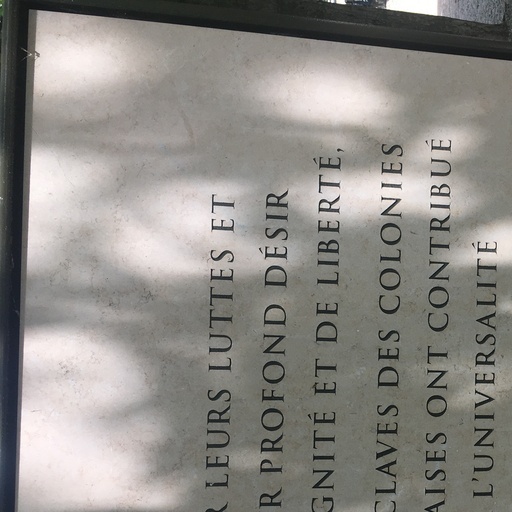 R LEURS LUTTES ET
R PROFOND DÉSIR
GNITÉ ET DE LIBERTÉ,
CLAVES DES COLONIES
AISES ONT CONTRIBUÉ
L'UNIVERSALITÉ